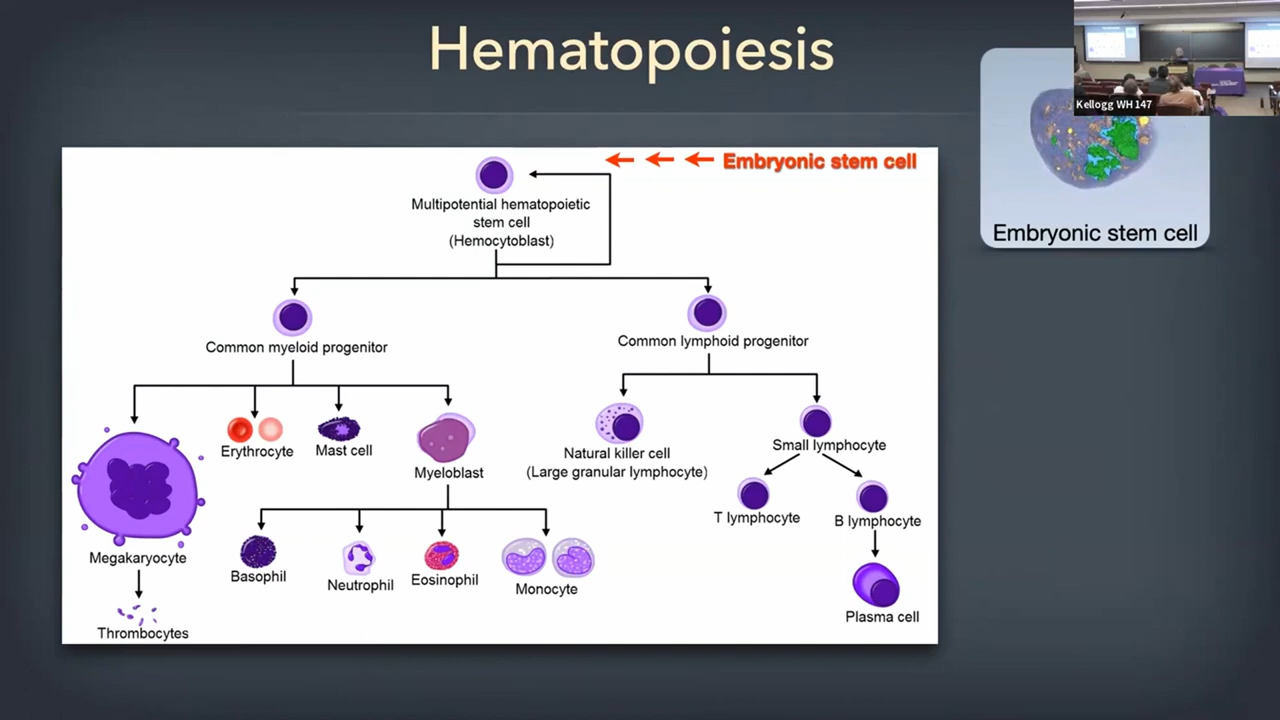 Hematopoiesis
Kellogg WH 147
Embryonic stem cell
Embryonic stem cell
Multipotential hematopoietic
stem cell
(Hemocytoblast)
Common myeloid progenitor
Common lymphoid progenitor
Erythrocyte
Mast cell
Myeloblast
Natural killer cell
(Large granular lymphocyte)
Small lymphocyte
T lymphocyte
B lymphocyte
Megakaryocyte
Basophil
Neutrophil
Eosinophil
Monocyte
Plasma cell
Thrombocytes